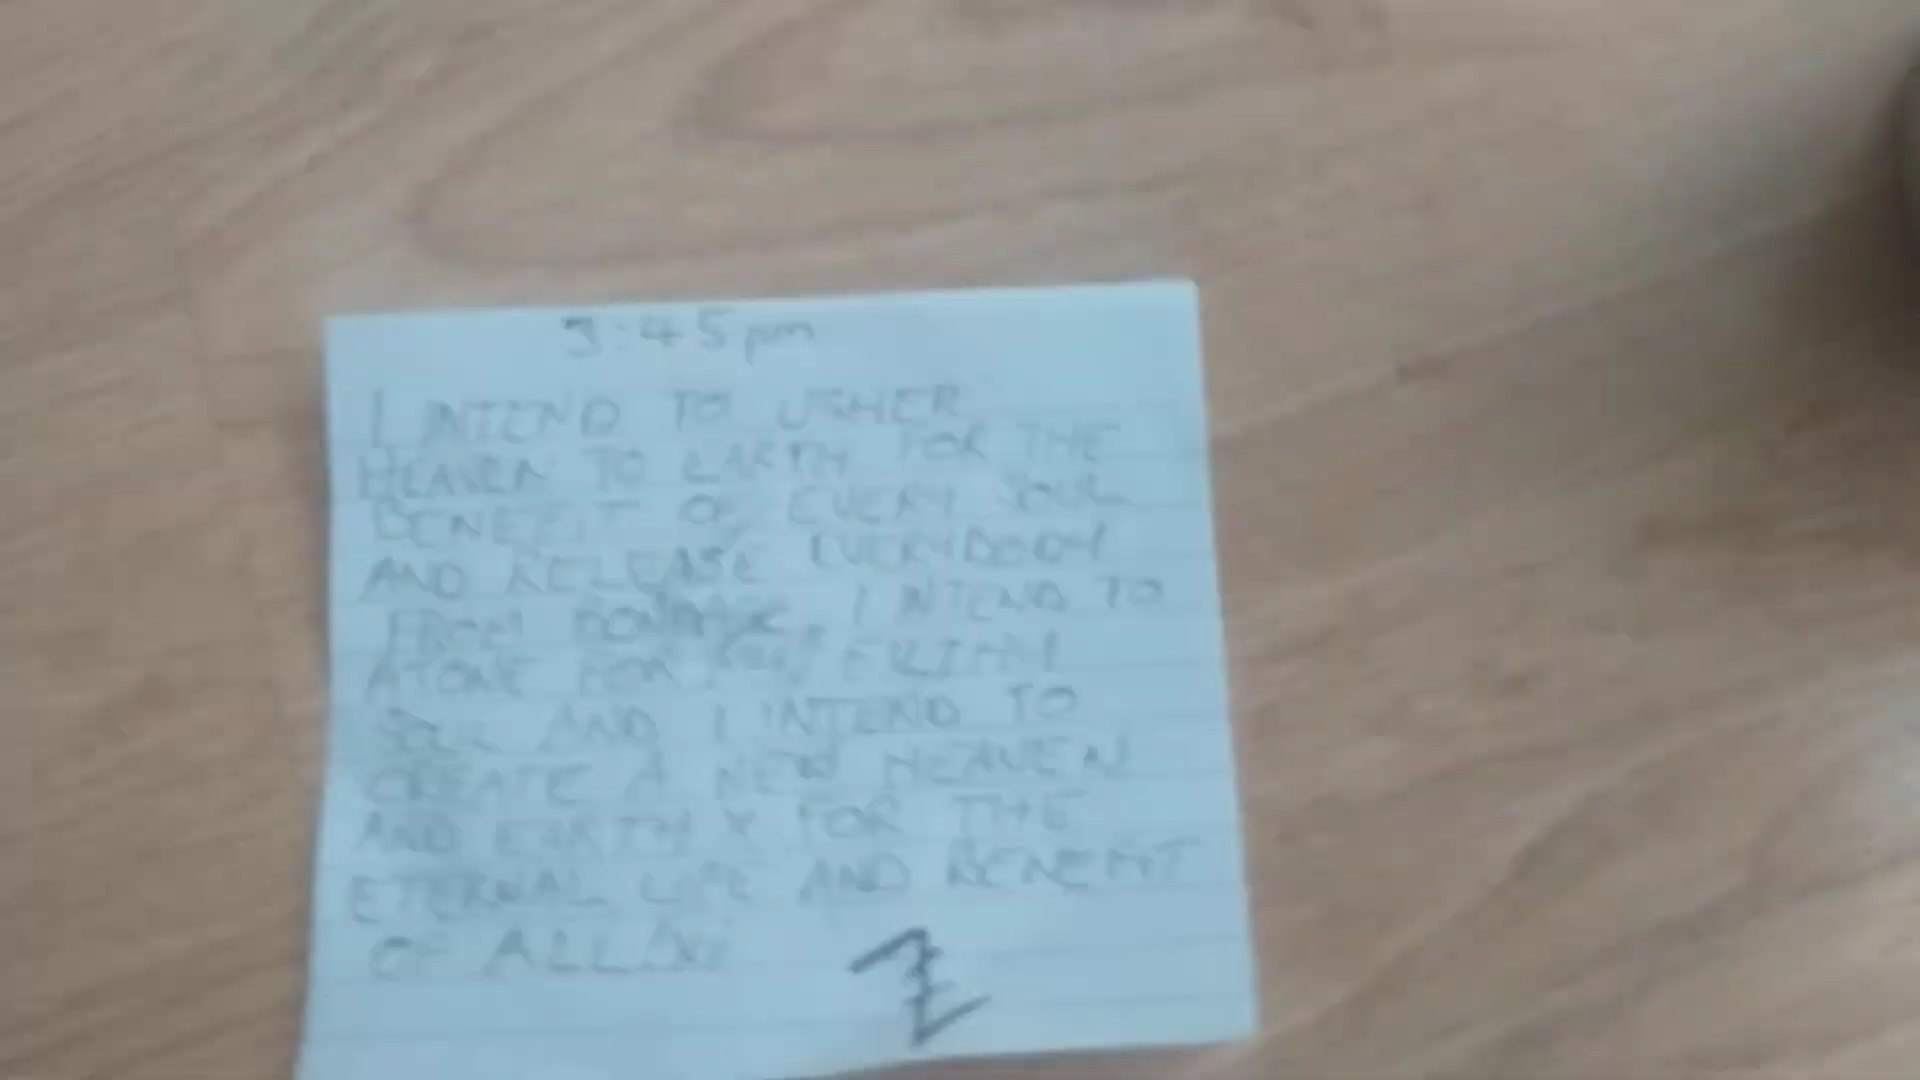 3:45pm
I INTEND TO USHER
HEAVEN TO EARTH FOR THE
BENEFIT OF EVERY SOUL
AND RELEASE EVERYBODY
FROM BONDAGE. I INTEND TO
ATONE FOR FILTHY
SOUL AND I INTEND TO
CREATE A NEW HEAVEN
AND EARTH X FOR THE
ETERNAL LIFE AND BENEFIT
OF ALL